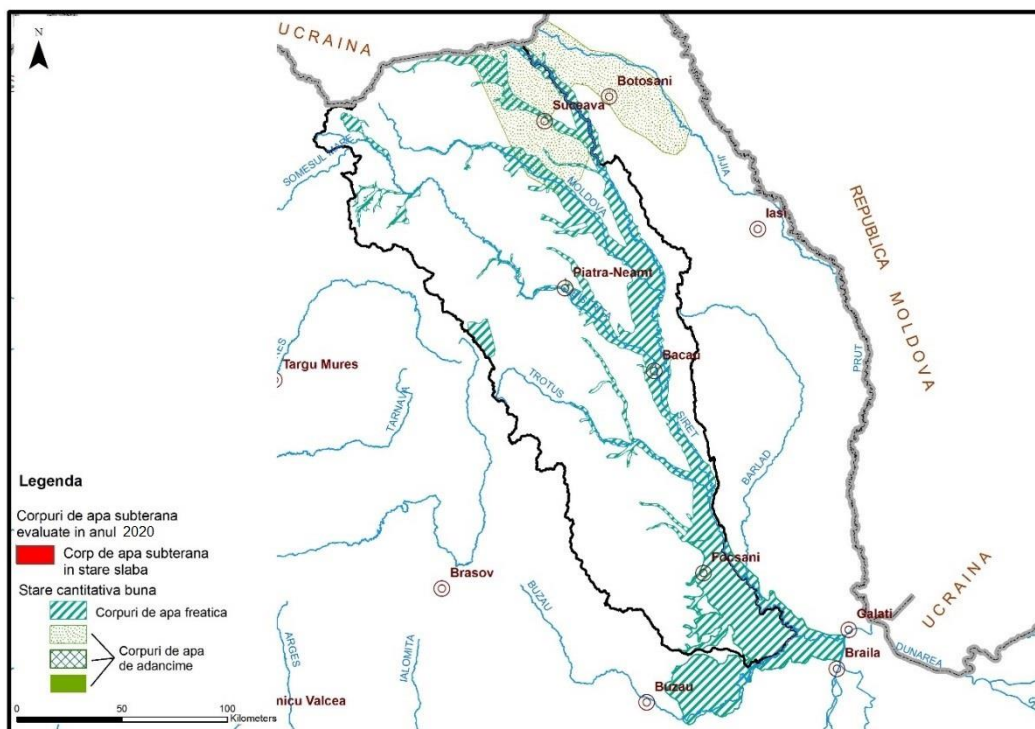 N
UCRAINA
Botosani
Suceava
SOMESUL MARE
MOLDOVA
JIJIA
Iasi
REPUBLICA MOLDOVA
Piatra-Neamt
Targu Mures
Bacau
PRUT
TROTUS
TARNAVA
SIRET
BARLAD
Legenda
Corpuri de apa subterana
evaluate in anul 2020
Corp de apa subterana
in stare slaba
Stare cantitativa buna
Corpuri de apa freatica
Corpuri de apa
de adancime
0 50 100
Kilometers
Brasov
Focsani
BUZAU
Galati
UCRAINA
Braila
DUNAREA
ARGES
IALOMITA
Buzau
nicu Valcea